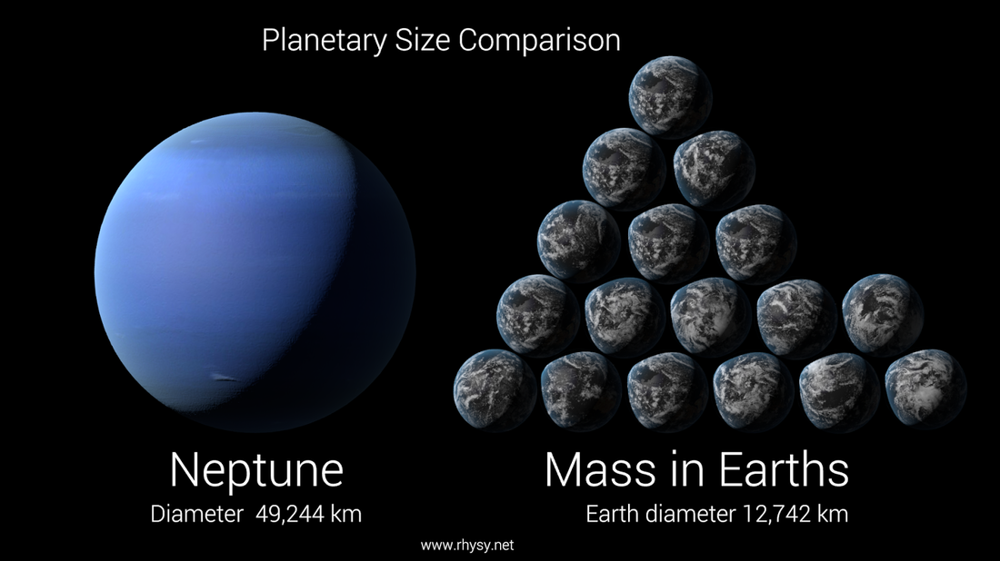 Planetary Size Comparison
Neptune
Diameter 49,244 km
Mass in Earths
Earth diameter 12,742 km
www.rhysy.net